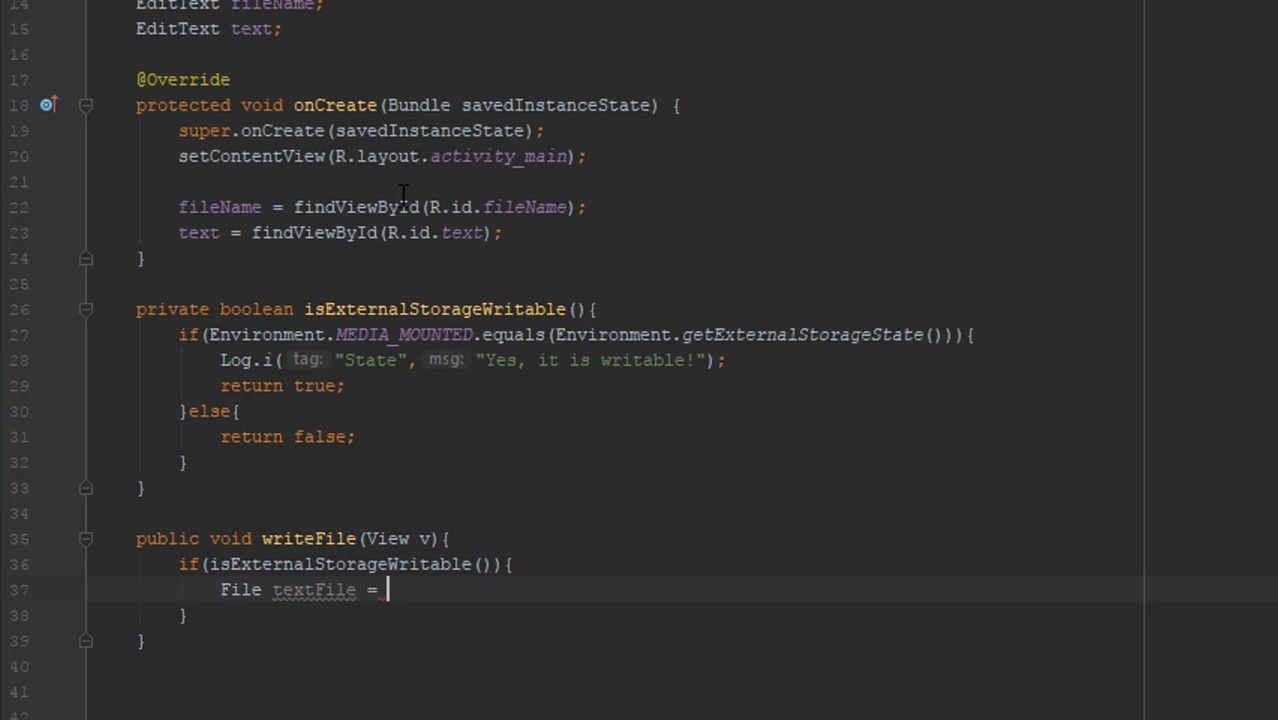 14 EditText fileName;
15 EditText text;
16
17 @Override
18 protected void onCreate(Bundle savedInstanceState) {
19 super.onCreate(savedInstanceState);
20 setContentView(R.layout.activity_main);
21
22 fileName = findViewById(R.id.fileName);
23 text = findViewById(R.id.text);
24 }
25
26 private boolean isExternalStorageWritable(){
27 if(Environment.MEDIA_MOUNTED.equals(Environment.getExternalStorageState())){
28 Log.i( tag: "State", msg: "Yes, it is writable!");
29 return true;
30 }else{
31 return false;
32 }
33 }
34
35 public void writeFile(View v){
36 if(isExternalStorageWritable()){
37 File textFile =
38 }
39 }
40
41
42